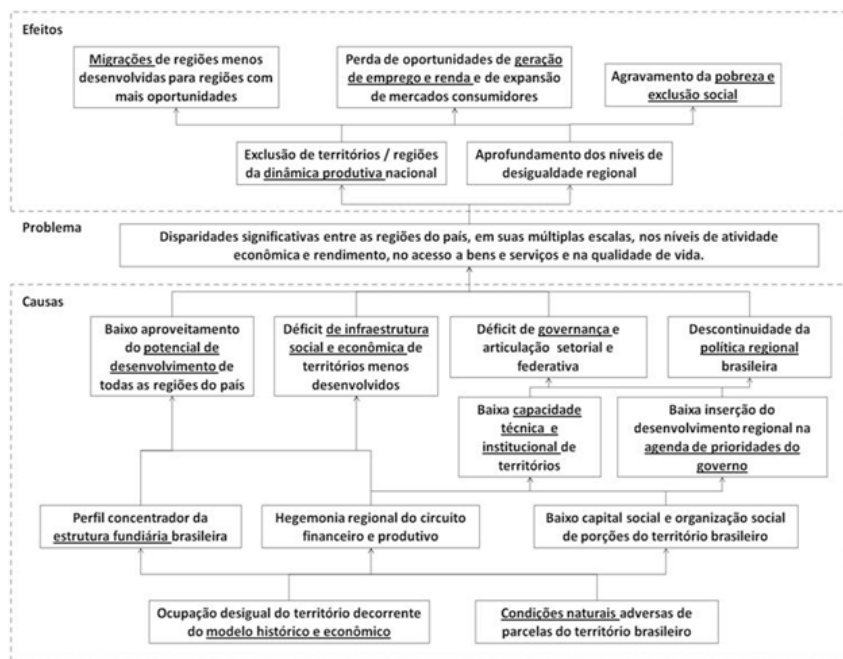 Efeitos
Migrações de regiões menos
desenvolvidas para regiões com
mais oportunidades
Perda de oportunidades de geração
de emprego e renda e de expansão
de mercados consumidores
Agravamento da pobreza e
exclusão social
Exclusão de territórios / regiões
da dinâmica produtiva nacional
Aprofundamento dos níveis de
desigualdade regional
Problema
Disparidades significativas entre as regiões do país, em suas múltiplas escalas, nos níveis de atividade
econômica e rendimento, no acesso a bens e serviços e na qualidade de vida.
Causas
Baixo aproveitamento
do potencial de
desenvolvimento de
todas as regiões do país
Déficit de infraestrutura
social e econômica de
territórios menos
desenvolvidos
Déficit de governança e
articulação setorial e
federativa
Descontinuidade da
política regional
brasileira
Baixa capacidade
técnica e
institucional de
territórios
Baixa inserção do
desenvolvimento regional na
agenda de prioridades do
governo
Perfil concentrador da
estrutura fundiária brasileira
Hegemonia regional do circuito
financeiro e produtivo
Baixo capital social e organização social
de porções do território brasileiro
Ocupação desigual do território decorrente
do modelo histórico e econômico
Condições naturais adversas de
parcelas do território brasileiro